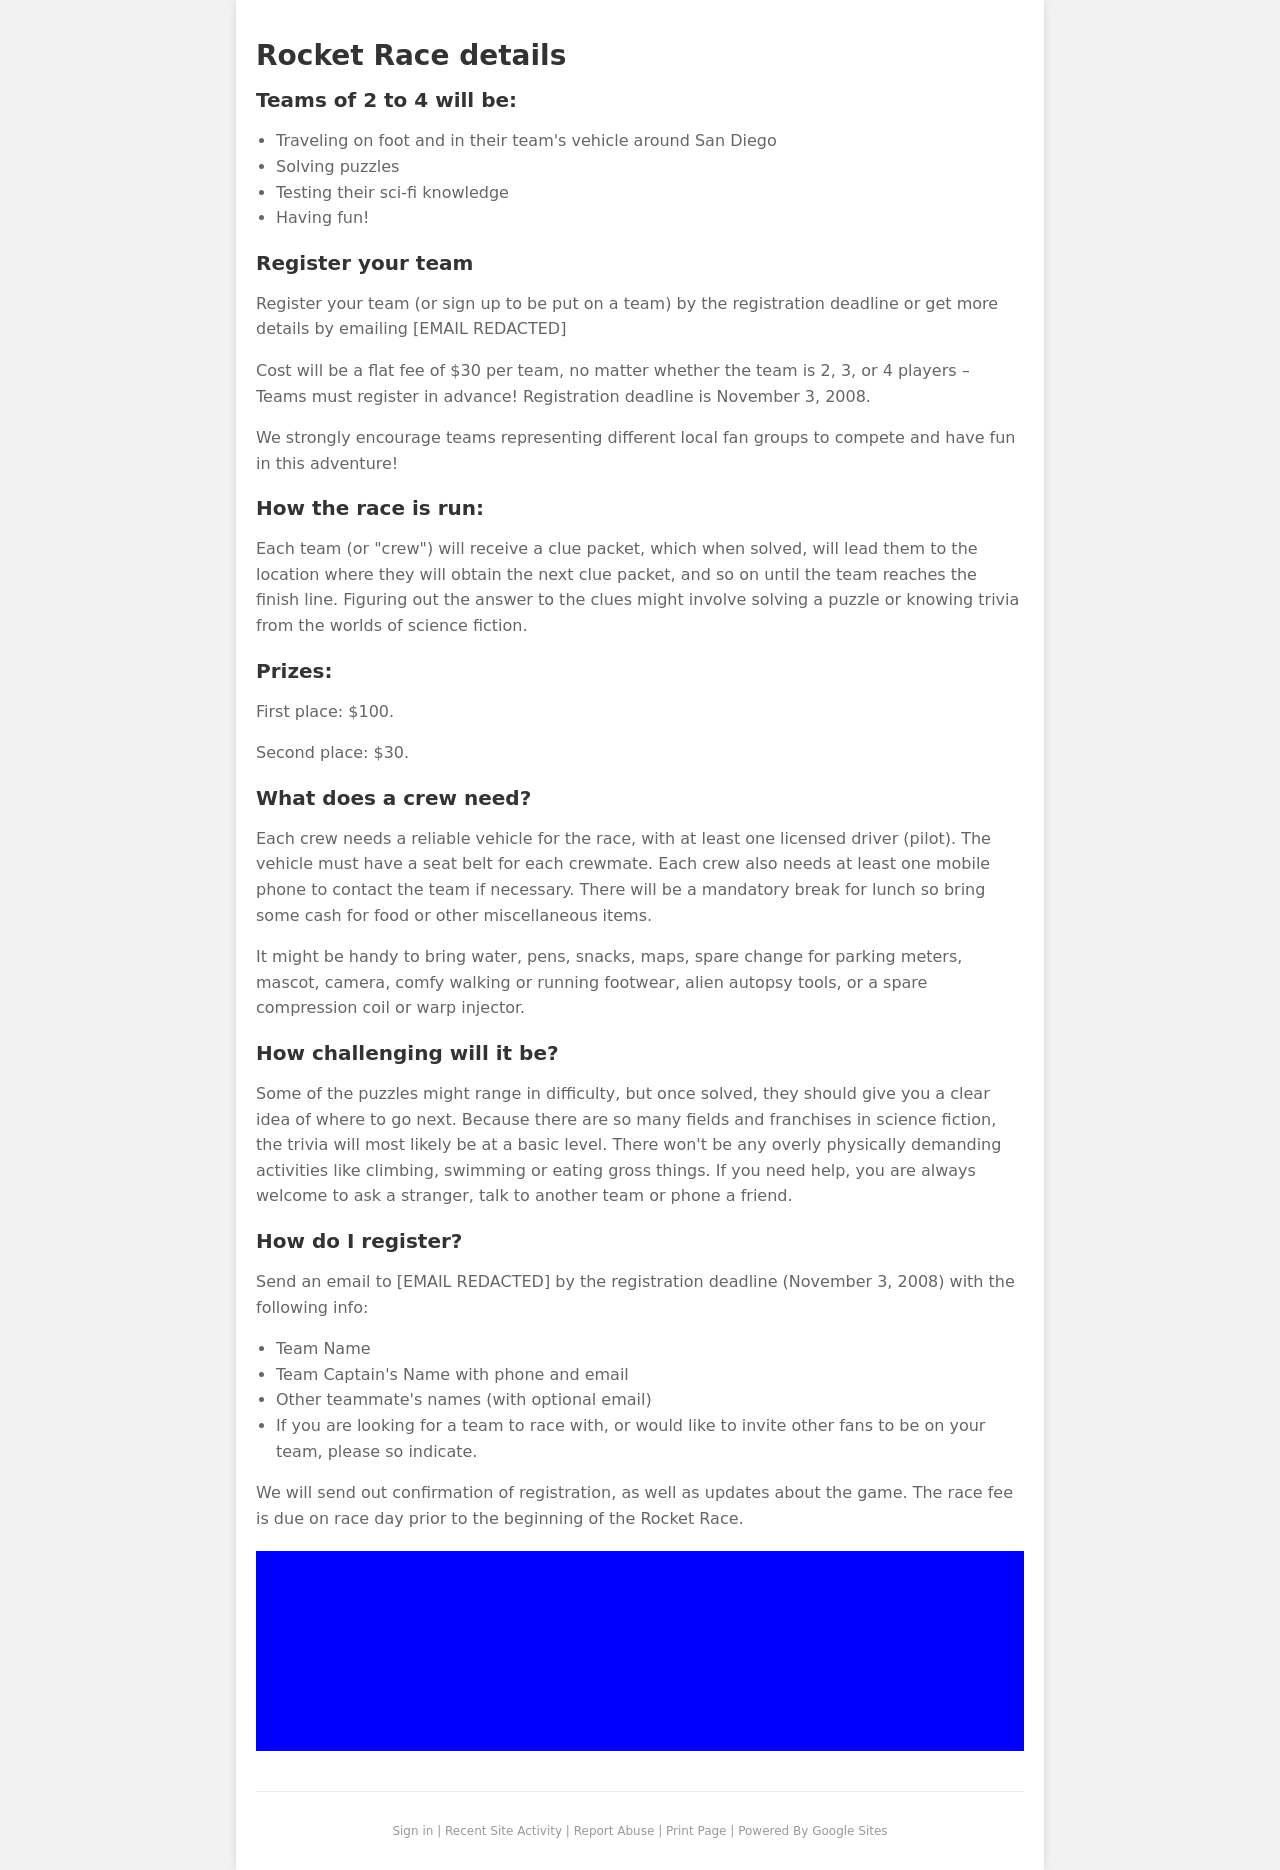 Rocket Race details
Teams of 2 to 4 will be:
• Traveling on foot and in their team's vehicle around San Diego
• Solving puzzles
• Testing their sci-fi knowledge
• Having fun!
Register your team
Register your team (or sign up to be put on a team) by the registration deadline or get more
details by emailing [EMAIL REDACTED]
Cost will be a flat fee of $30 per team, no matter whether the team is 2, 3, or 4 players –
Teams must register in advance! Registration deadline is November 3, 2008.
We strongly encourage teams representing different local fan groups to compete and have fun
in this adventure!
How the race is run:
Each team (or "crew") will receive a clue packet, which when solved, will lead them to the
location where they will obtain the next clue packet, and so on until the team reaches the
finish line. Figuring out the answer to the clues might involve solving a puzzle or knowing trivia
from the worlds of science fiction.
Prizes:
First place: $100.
Second place: $30.
What does a crew need?
Each crew needs a reliable vehicle for the race, with at least one licensed driver (pilot). The
vehicle must have a seat belt for each crewmate. Each crew also needs at least one mobile
phone to contact the team if necessary. There will be a mandatory break for lunch so bring
some cash for food or other miscellaneous items.
It might be handy to bring water, pens, snacks, maps, spare change for parking meters,
mascot, camera, comfy walking or running footwear, alien autopsy tools, or a spare
compression coil or warp injector.
How challenging will it be?
Some of the puzzles might range in difficulty, but once solved, they should give you a clear
idea of where to go next. Because there are so many fields and franchises in science fiction,
the trivia will most likely be at a basic level. There won't be any overly physically demanding
activities like climbing, swimming or eating gross things. If you need help, you are always
welcome to ask a stranger, talk to another team or phone a friend.
How do I register?
Send an email to [EMAIL REDACTED] by the registration deadline (November 3, 2008) with the
following info:
• Team Name
• Team Captain's Name with phone and email
• Other teammate's names (with optional email)
• If you are looking for a team to race with, or would like to invite other fans to be on your
team, please so indicate.
We will send out confirmation of registration, as well as updates about the game. The race fee
is due on race day prior to the beginning of the Rocket Race.
Sign in | Recent Site Activity | Report Abuse | Print Page | Powered By Google Sites